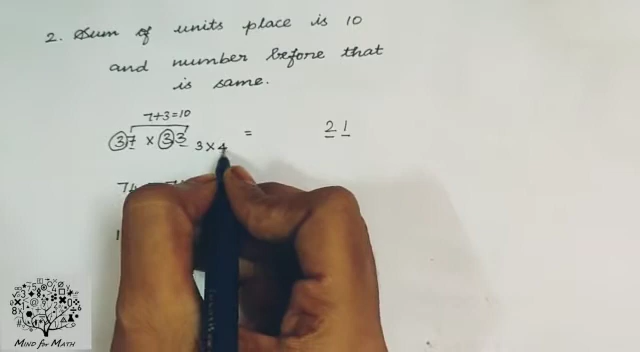 2. Sum of units place is 10
and number before that
is same.
7+3=10
37 × 33 3×4 = 21
MIND for MATH